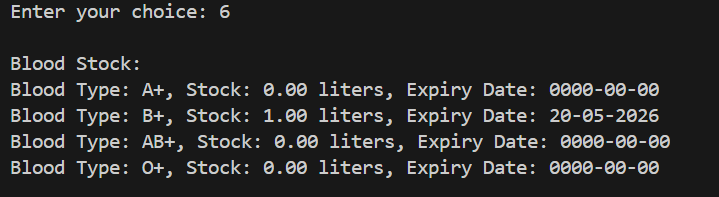 Enter your choice: 6
Blood Stock:
Blood Type: A+, Stock: 0.00 liters, Expiry Date: 0000-00-00
Blood Type: B+, Stock: 1.00 liters, Expiry Date: 20-05-2026
Blood Type: AB+, Stock: 0.00 liters, Expiry Date: 0000-00-00
Blood Type: O+, Stock: 0.00 liters, Expiry Date: 0000-00-00